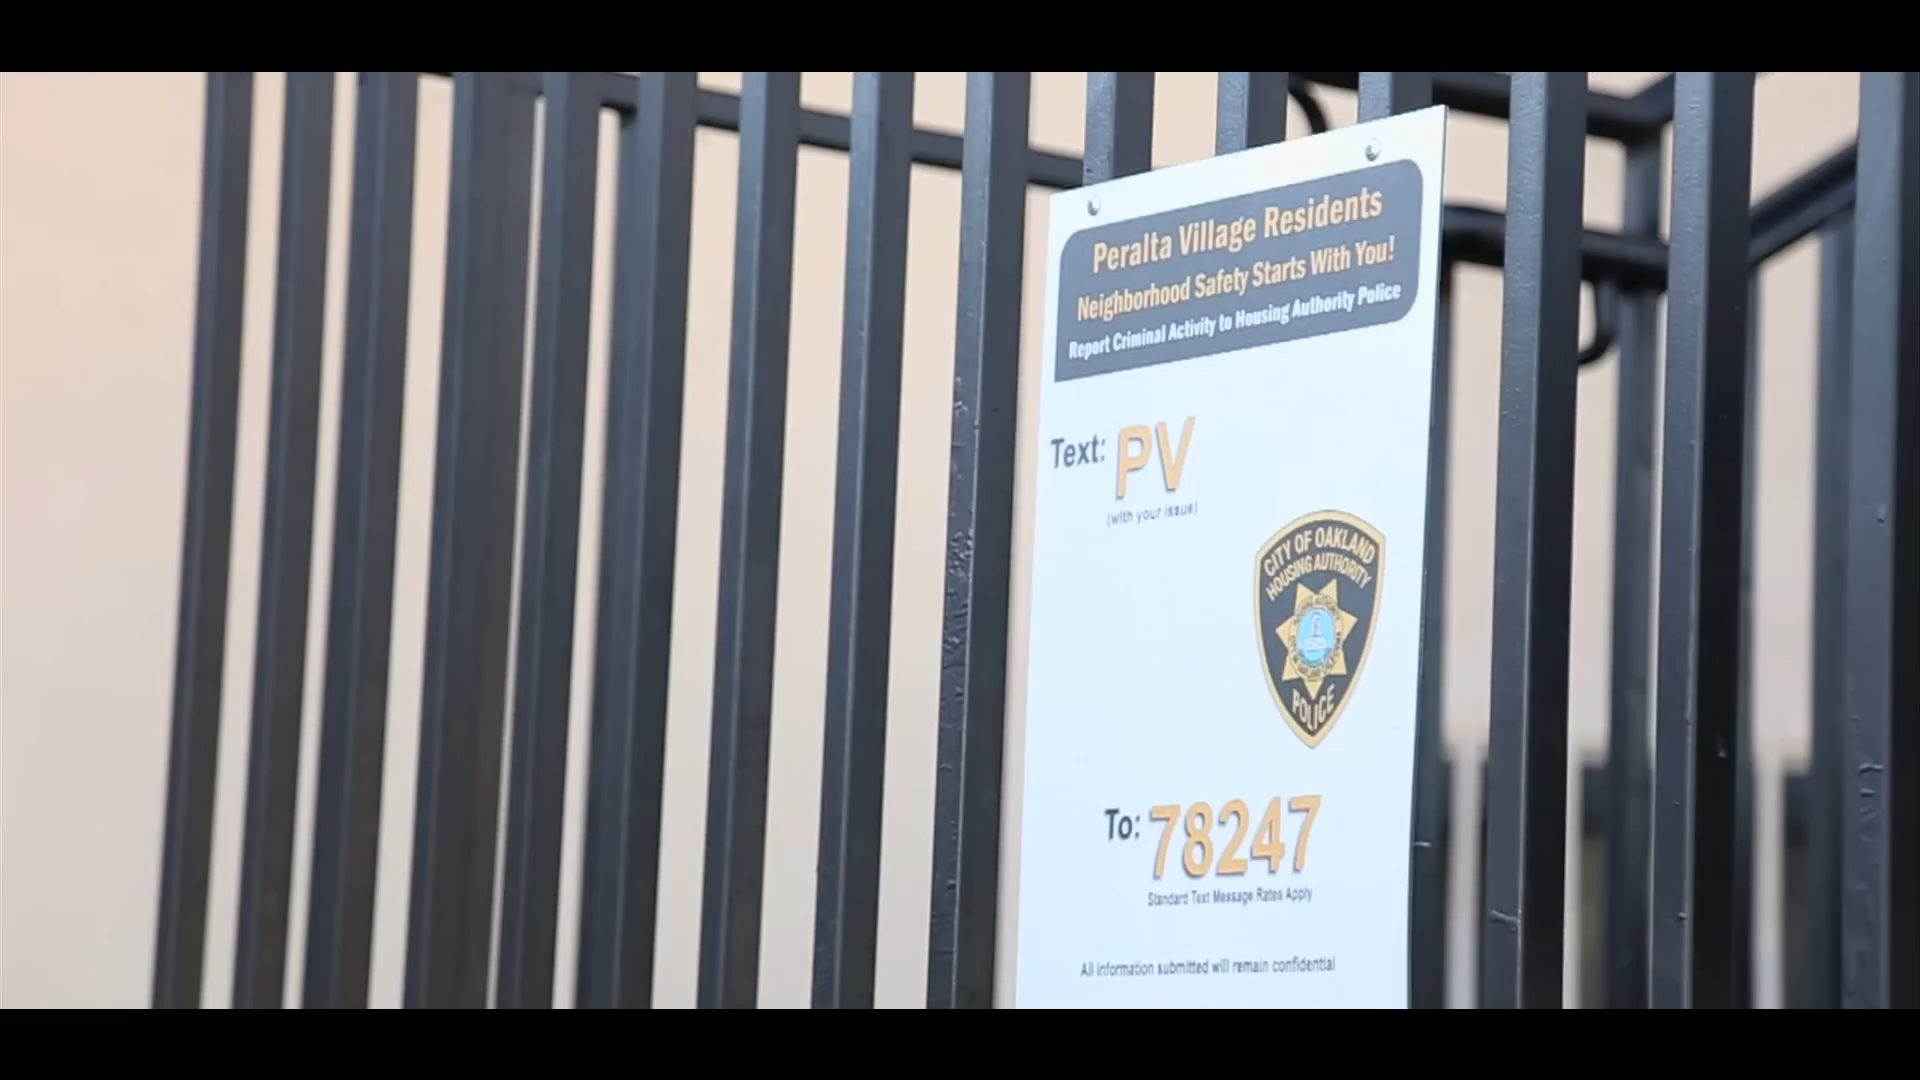 Peralta Village Residents
Neighborhood Safety Starts With You!
Report Criminal Activity to Housing Authority Police
Text: PV
(with your issue)
CITY OF OAKLAND
HOUSING AUTHORITY
POLICE
To: 78247
Standard Text Message Rates Apply
All information submitted will remain confidential